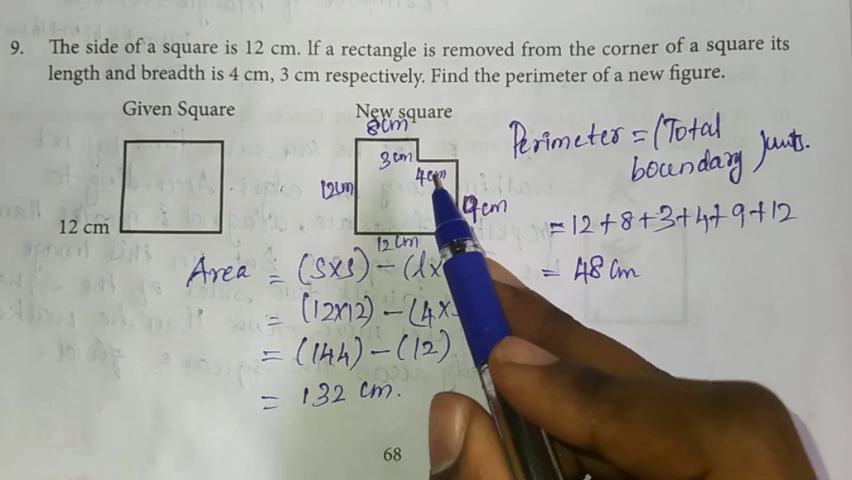 9. The side of a square is 12 cm. If a rectangle is removed from the corner of a square its
length and breadth is 4 cm, 3 cm respectively. Find the perimeter of a new figure.
Given Square
New square
8cm
3cm
4cm
12cm
9cm
12cm
12 cm
Perimeter = (Total
boundary) units.
= 12+8+3+4+9+12
= 48 cm
Area = (S×S) - (l×
= (12×12) - (4×
= (144) - (12)
= 132 cm.
68